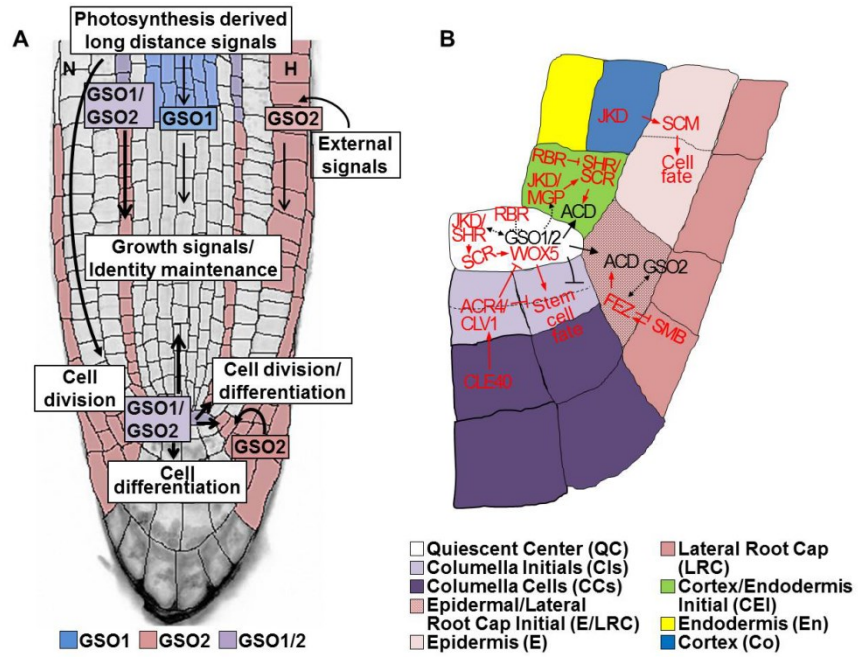 A
Photosynthesis derived
long distance signals
N
H
GSO1/
GSO2
GSO1
GSO2
External
signals
Growth signals/
Identity maintenance
Cell
division
Cell division/
differentiation
GSO1/
GSO2
GSO2
Cell
differentiation
GSO1 GSO2 GSO1/2
B
JKD
SCM
Cell
fate
RBR SHR/
SCR
JKD/
MGP
ACD
JKD/
SHR
RBR
GSO1/2
SCR WOX5
ACD
GSO2
FEZ
SMB
ACR4/
CLV1
Stem
cell
fate
CLE40
Quiescent Center (QC)
Columella Initials (CIs)
Columella Cells (CCs)
Epidermal/Lateral
Root Cap Initial (E/LRC)
Epidermis (E)
Lateral Root Cap
(LRC)
Cortex/Endodermis
Initial (CEI)
Endodermis (En)
Cortex (Co)